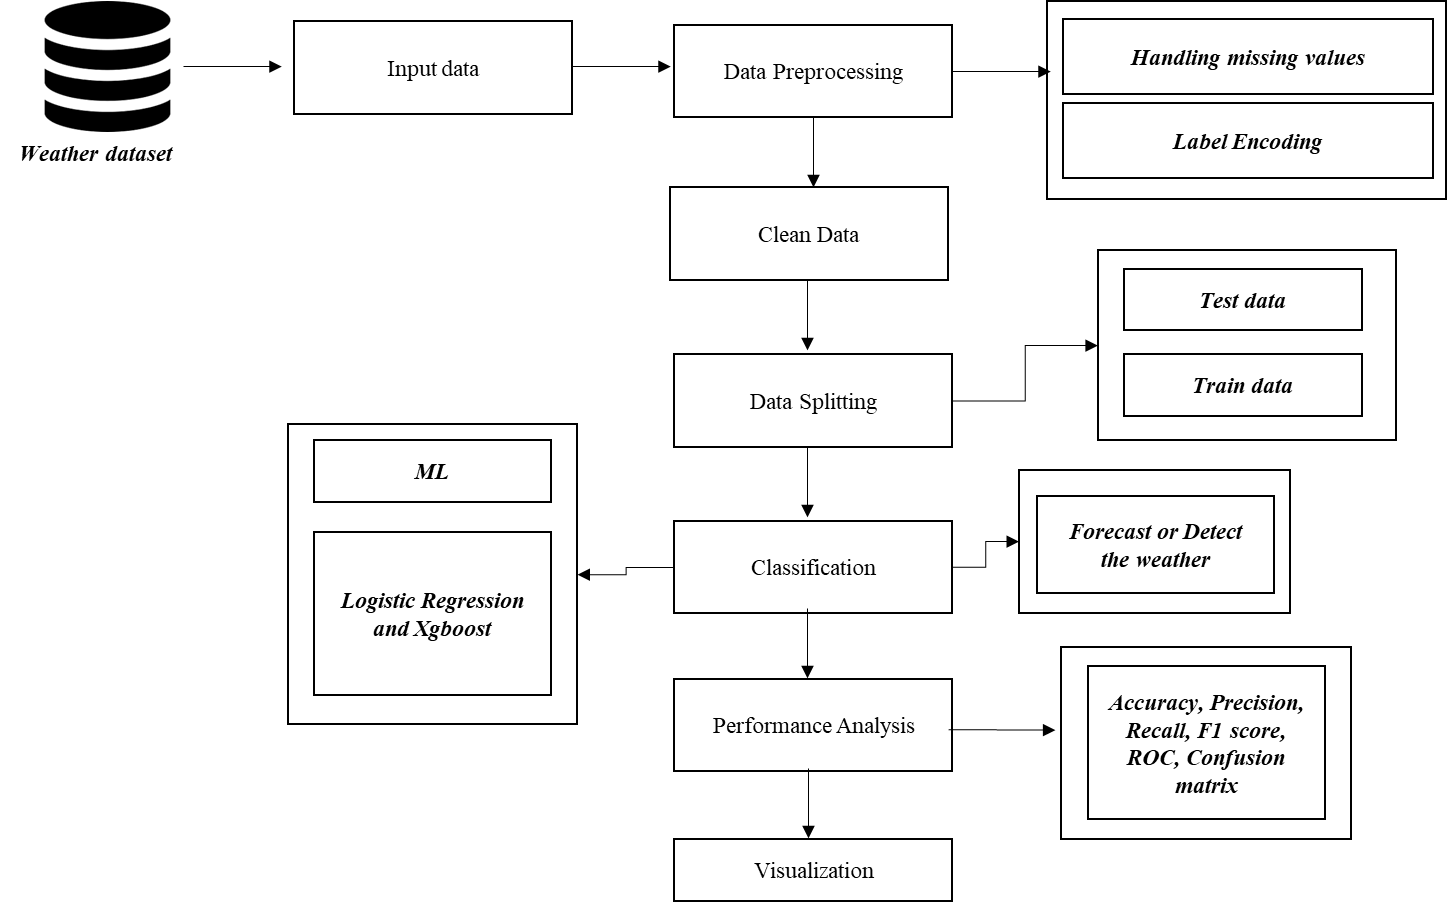 Weather dataset
Input data
Data Preprocessing
Handling missing values
Label Encoding
Clean Data
Test data
Train data
Data Splitting
ML
Logistic Regression
and Xgboost
Classification
Forecast or Detect
the weather
Performance Analysis
Accuracy, Precision,
Recall, F1 score,
ROC, Confusion
matrix
Visualization